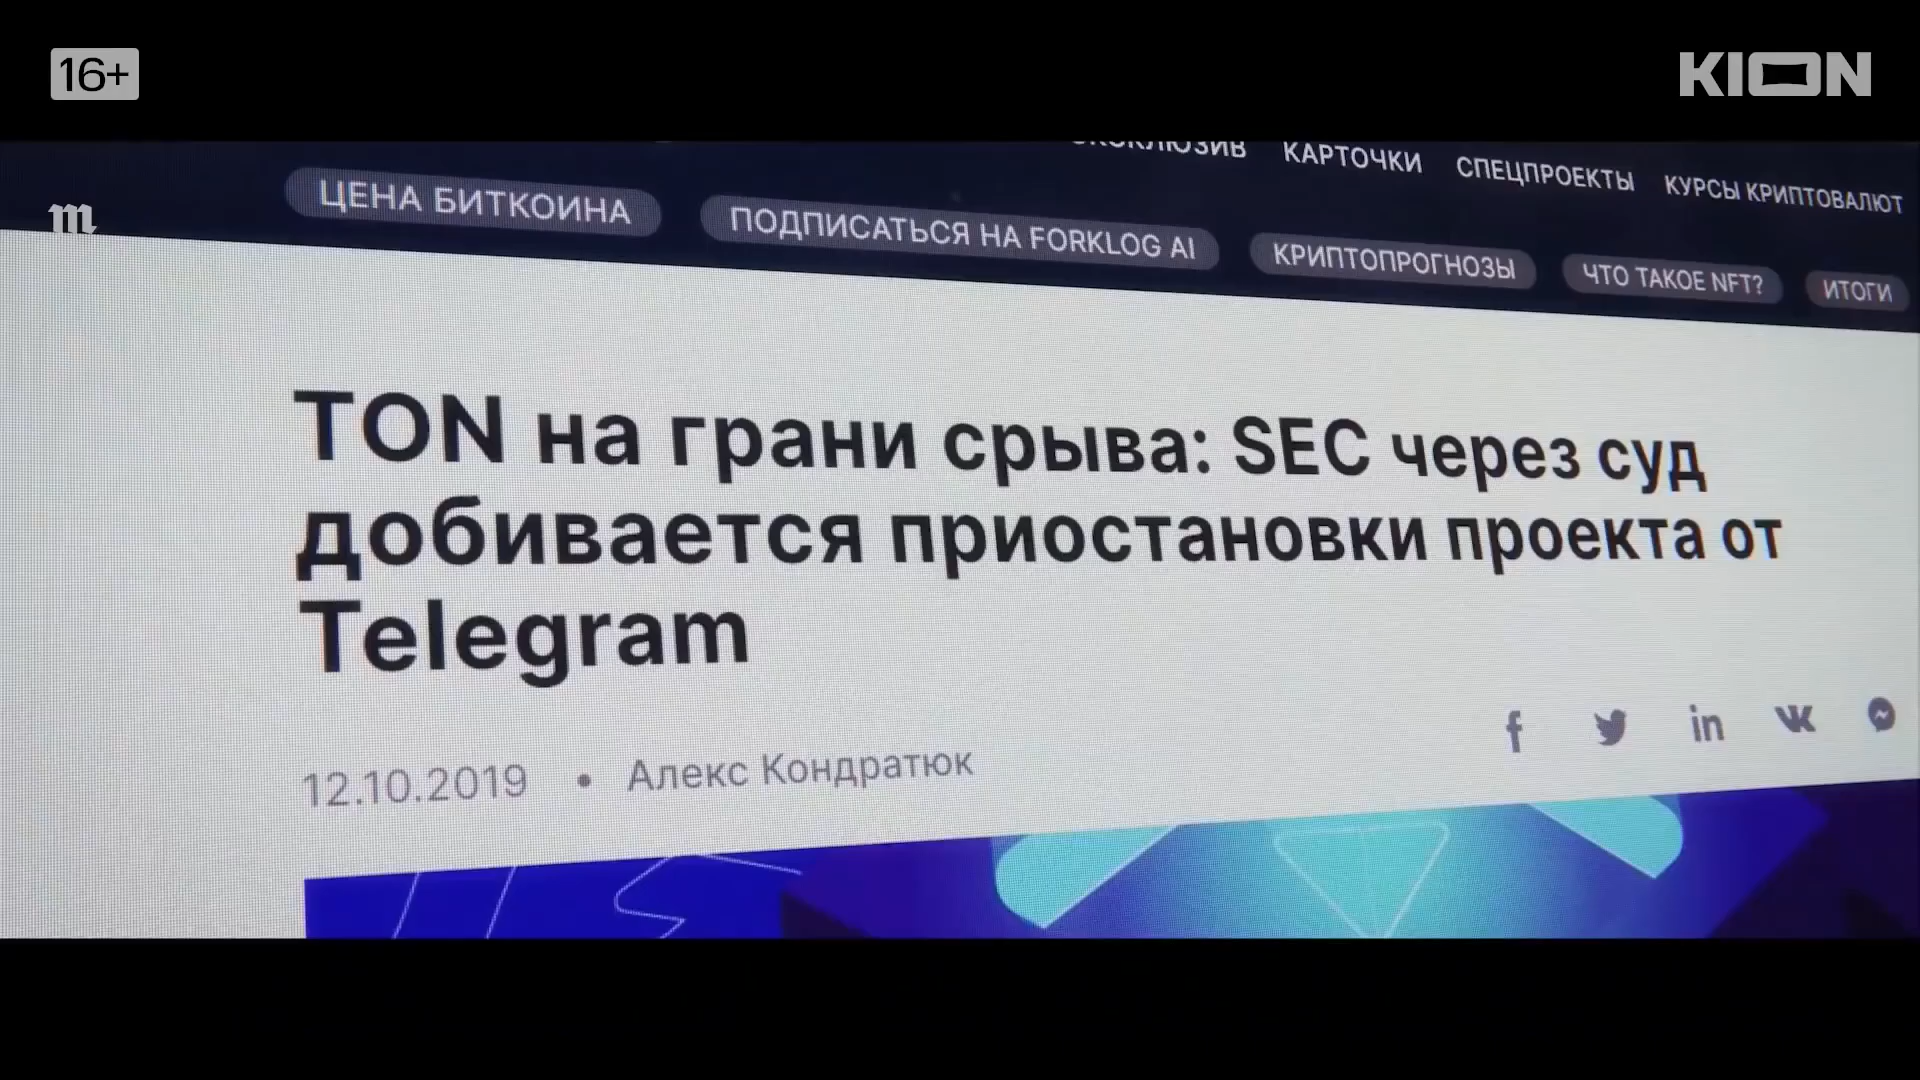 16+
KION
КАРТОЧКИ СПЕЦПРОЕКТЫ КУРСЫ КРИПТОВАЛЮТ
ЦЕНА БИТКОИНА ПОДПИСАТЬСЯ НА FORKLOG AI КРИПТОПРОГНОЗЫ ЧТО ТАКОЕ NFT? ИТОГИ
m
TON на грани срыва: SEC через суд
добивается приостановки проекта от
Telegram
f in
12.10.2019 • Алекс Кондратюк